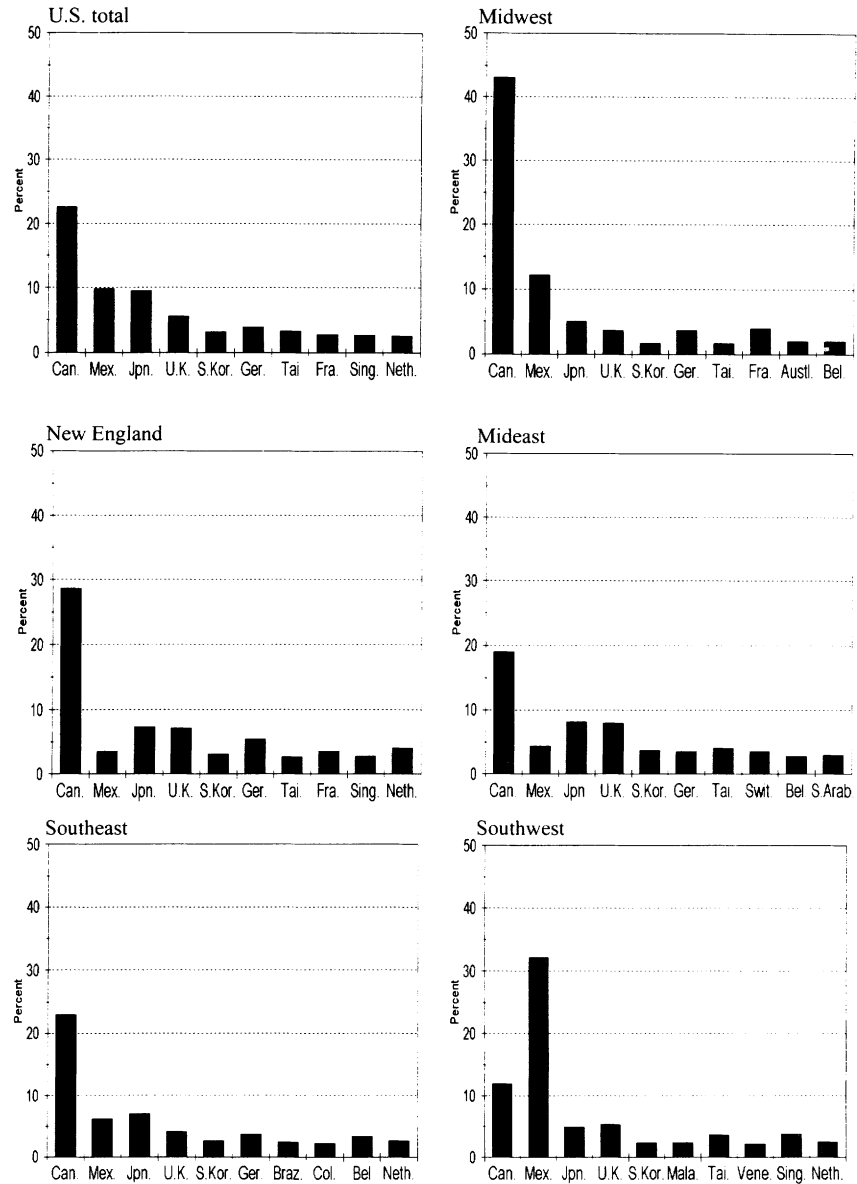 U.S. total
50
40
30
20
10
0
Percent
Can. Mex. Jpn. U.K. S.Kor. Ger. Tai Fra. Sing. Neth.
Midwest
50
40
30
20
10
0
Percent
Can. Mex. Jpn. U.K. S.Kor. Ger. Tai. Fra. Austl. Bel.
New England
50
40
30
20
10
0
Percent
Can. Mex. Jpn. U.K. S.Kor. Ger. Tai. Fra. Sing. Neth.
Mideast
50
40
30
20
10
0
Percent
Can. Mex. Jpn U.K. S.Kor. Ger. Tai. Swit. Bel S.Arab
Southeast
50
40
30
20
10
0
Percent
Can. Mex. Jpn. U.K. S.Kor. Ger. Braz. Col. Bel Neth.
Southwest
50
40
30
20
10
0
Percent
Can. Mex. Jpn. U.K. S.Kor. Mala. Tai. Vene. Sing. Neth.